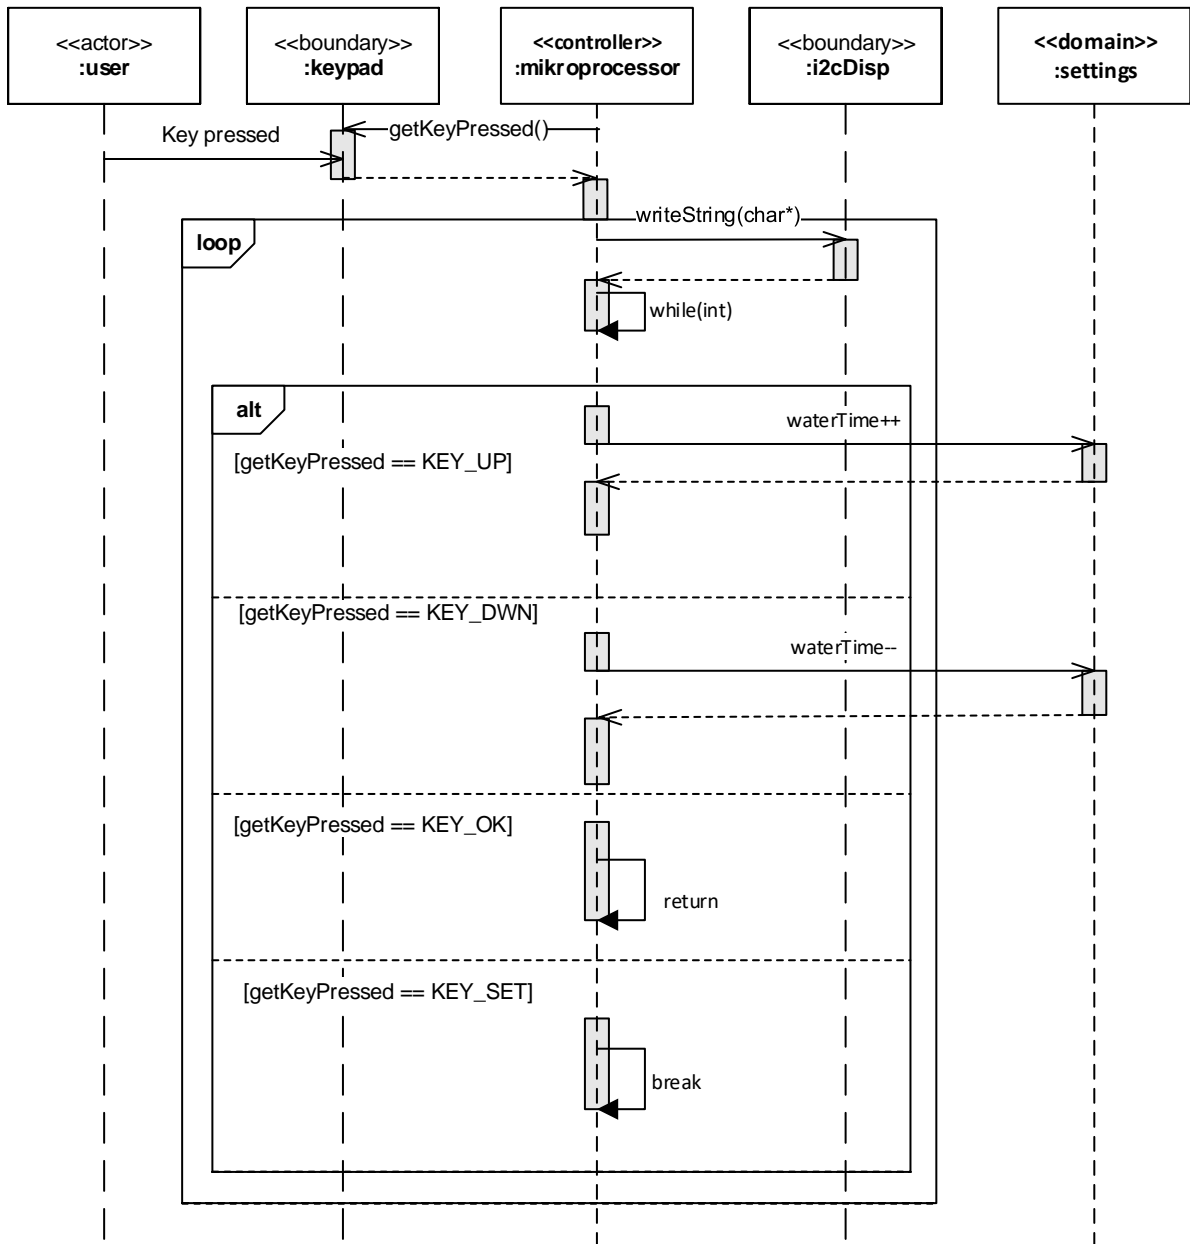 <<actor>>
:user
<<boundary>>
:keypad
<<controller>>
:mikroprocessor
<<boundary>>
:i2cDisp
<<domain>>
:settings
getKeyPressed()
Key pressed
writeString(char*)
loop
while(int)
alt
waterTime++
[getKeyPressed == KEY_UP]
[getKeyPressed == KEY_DWN]
waterTime--
[getKeyPressed == KEY_OK]
return
[getKeyPressed == KEY_SET]
break